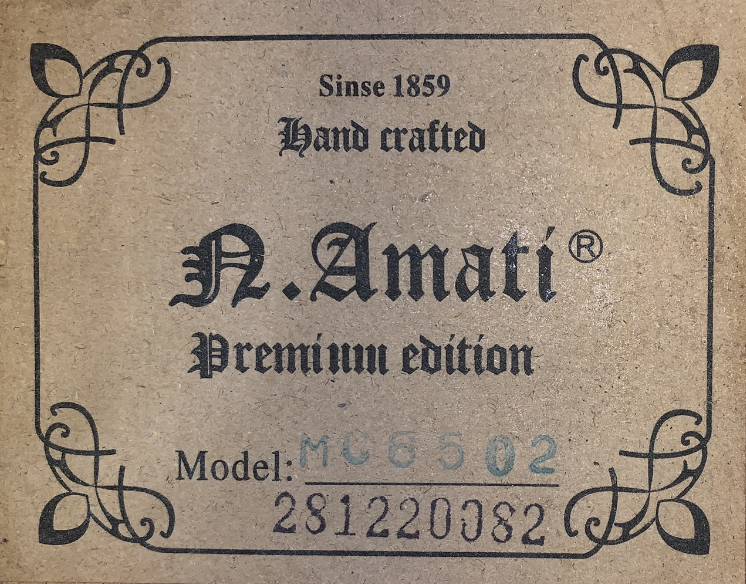 Sinse 1859
Hand crafted
N.Amati®
Premium edition
Model: MC6502
281220082